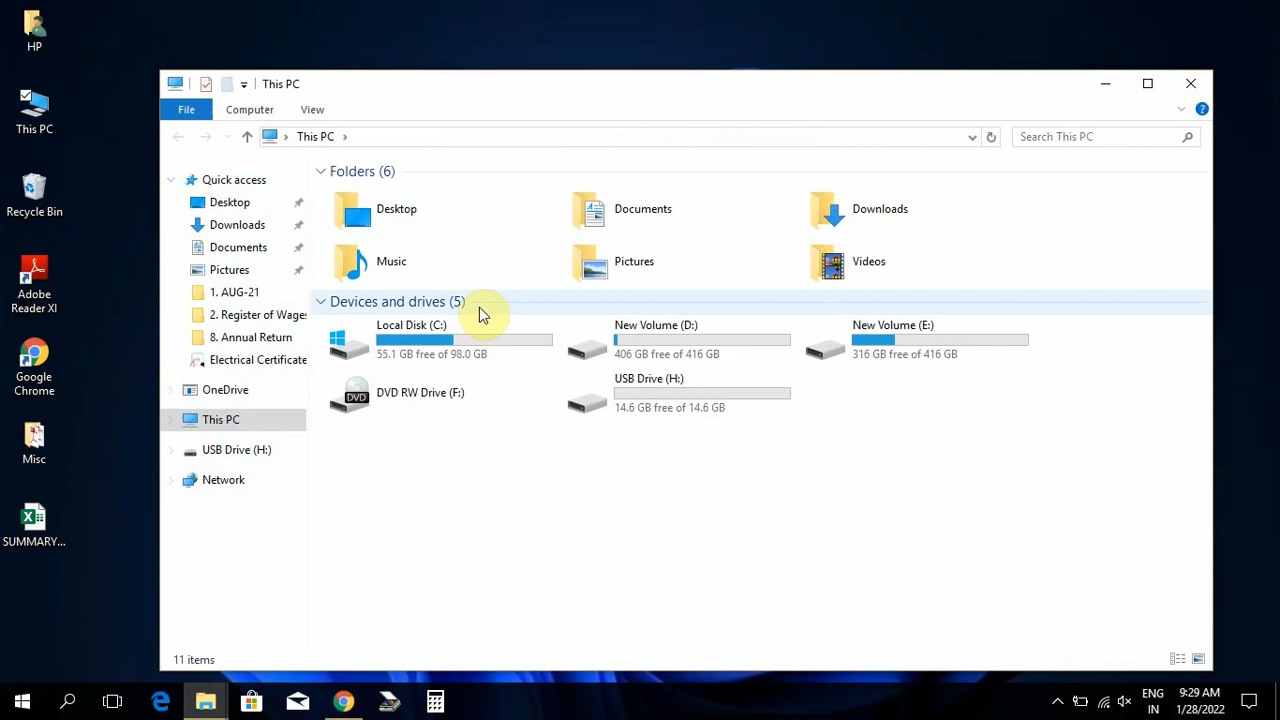 HP
This PC
Recycle Bin
Adobe
Reader XI
Google
Chrome
Misc
SUMMARY...
This PC
File
Computer
View
This PC
Search This PC
Quick access
Desktop
Downloads
Documents
Pictures
1. AUG-21
2. Register of Wages
8. Annual Return
Electrical Certificate
OneDrive
This PC
USB Drive (H:)
Network
Folders (6)
Desktop
Documents
Downloads
Music
Pictures
Videos
Devices and drives (5)
Local Disk (C:)
55.1 GB free of 98.0 GB
New Volume (D:)
406 GB free of 416 GB
New Volume (E:)
316 GB free of 416 GB
DVD
DVD RW Drive (F:)
USB Drive (H:)
14.6 GB free of 14.6 GB
11 items
ENG
IN
9:29 AM
1/28/2022